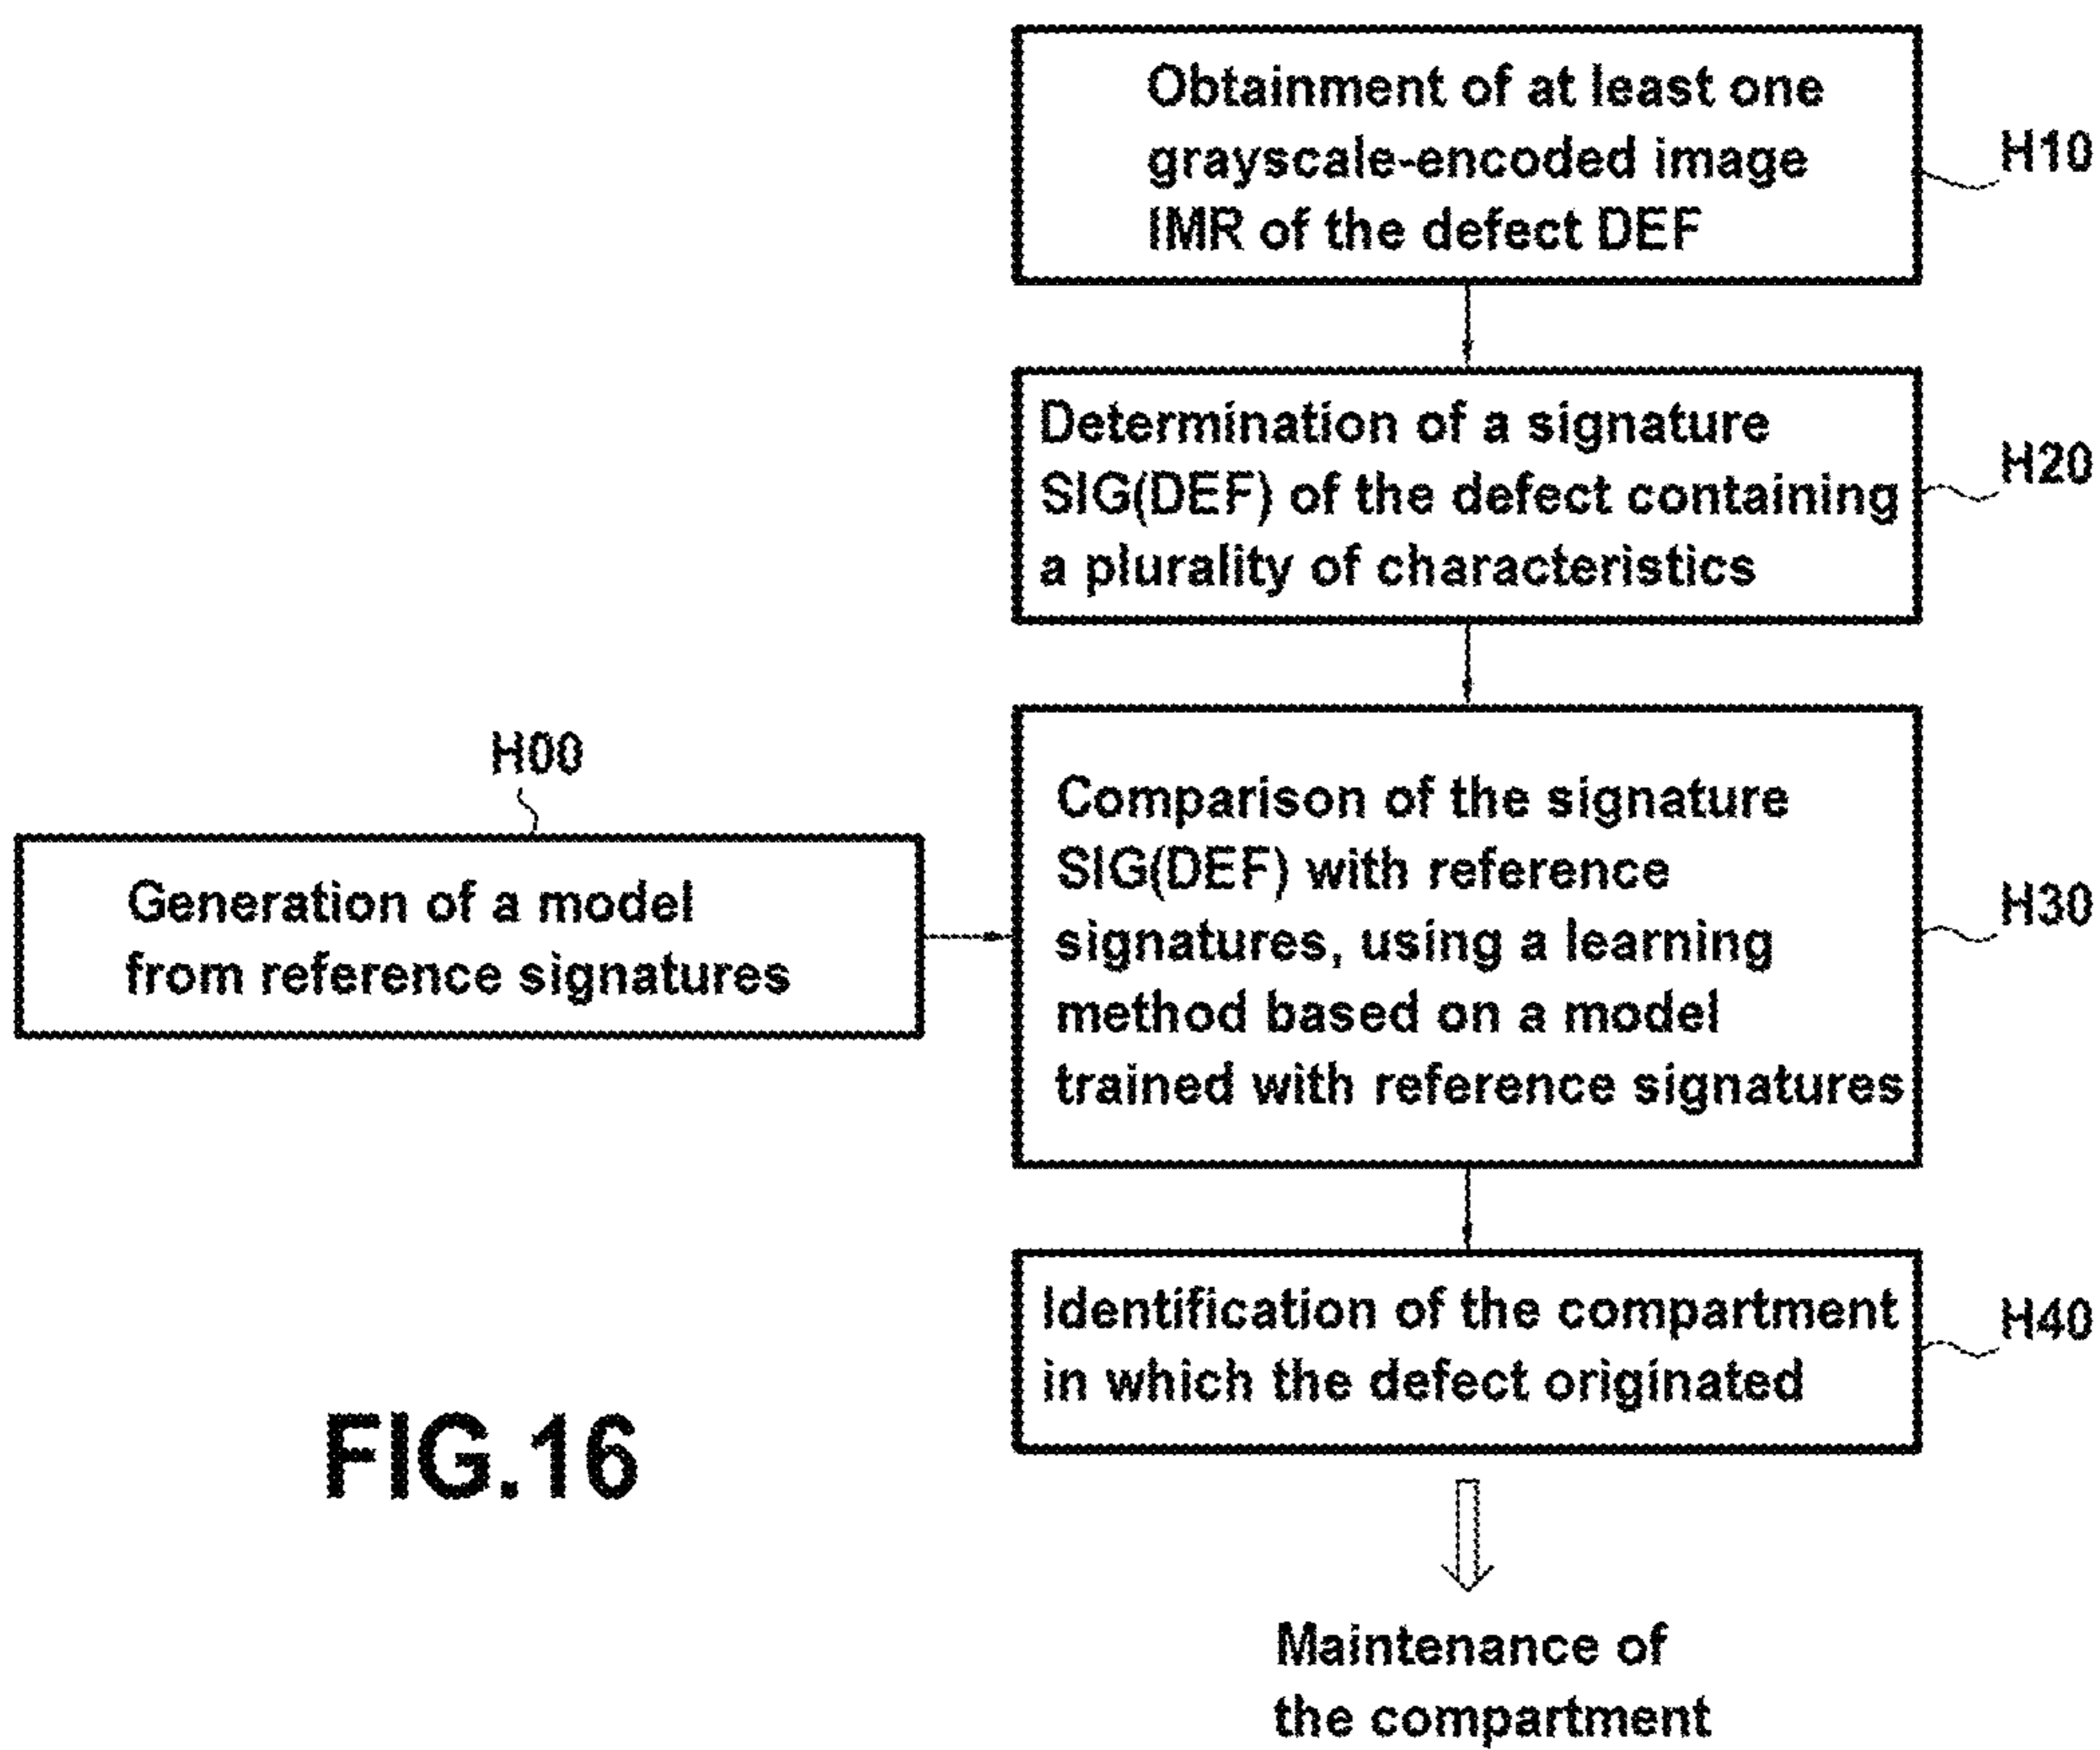 Obtainment of at least one
grayscale-encoded image
IMR of the defect DEF
H10
Determination of a signature
SIG(DEF) of the defect containing
a plurality of characteristics
H20
H00
Generation of a model
from reference signatures
Comparison of the signature
SIG(DEF) with reference
signatures, using a learning
method based on a model
trained with reference signatures
H30
Identification of the compartment
in which the defect originated
H40
FIG.16
Maintenance of
the compartment